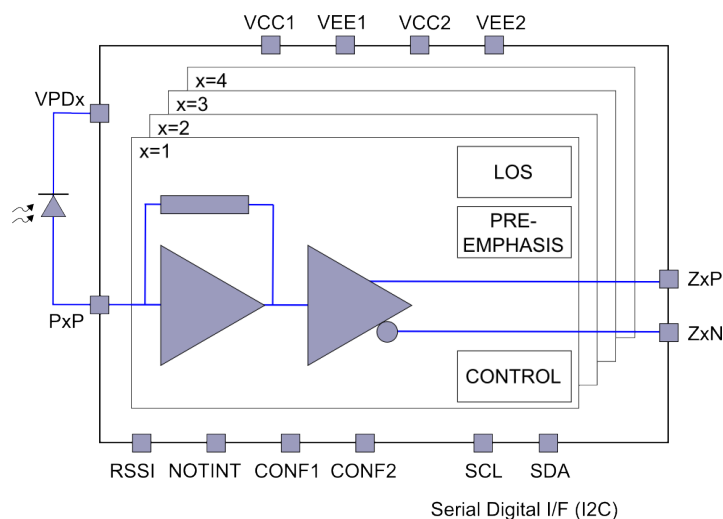 VCC1 VEE1 VCC2 VEE2
VPDx
x=4
x=3
x=2
x=1
LOS
PRE-
EMPHASIS
ZxP
PxP
ZxN
CONTROL
RSSI NOTINT CONF1 CONF2 SCL SDA
Serial Digital I/F (I2C)